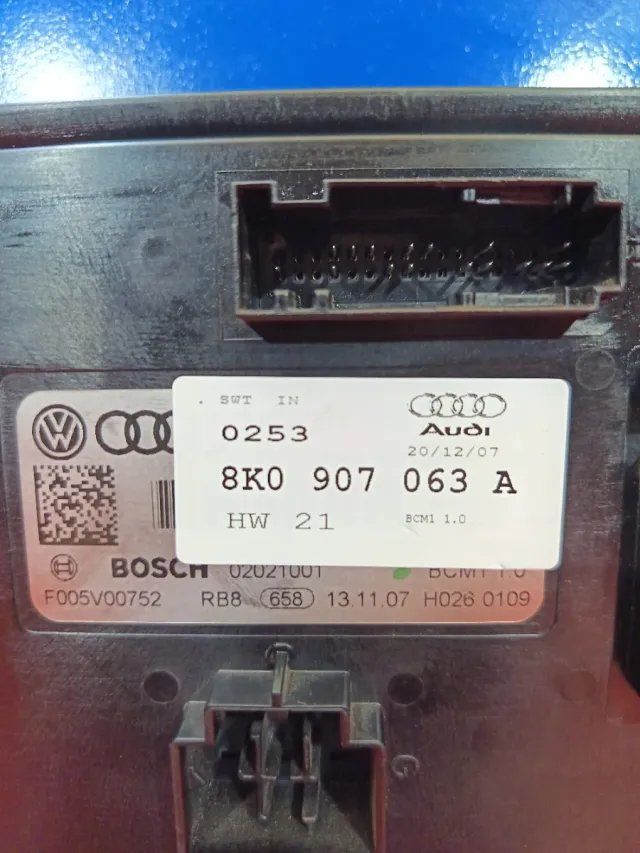 . SWT IN
0253
Audi
20/12/07
8K0 907 063 A
HW 21
BCM1 1.0
BOSCH 02021001 BCM1 1.0
F005V00752 RB8 658 13.11.07 H026 0109
G